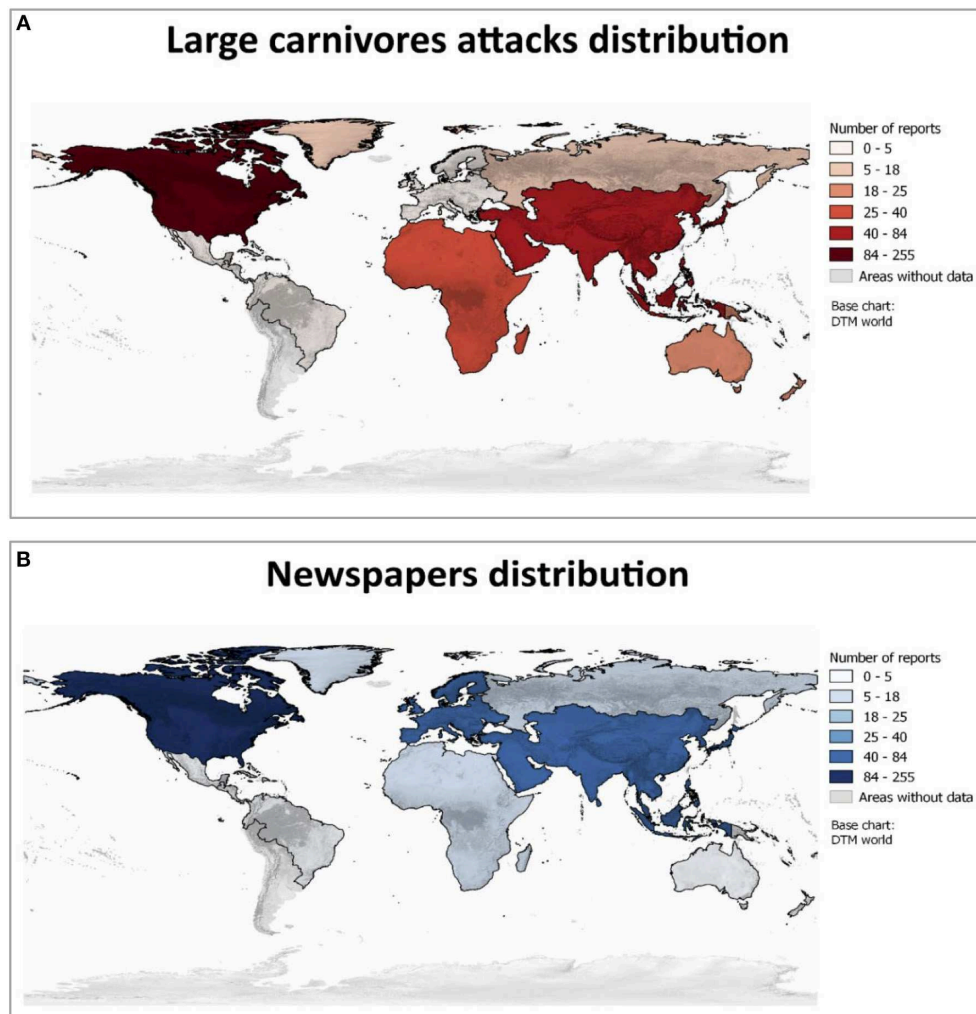 A
Large carnivores attacks distribution
Number of reports
0 - 5
5 - 18
18 - 25
25 - 40
40 - 84
84 - 255
Areas without data
Base chart:
DTM world
B
Newspapers distribution
Number of reports
0 - 5
5 - 18
18 - 25
25 - 40
40 - 84
84 - 255
Areas without data
Base chart:
DTM world